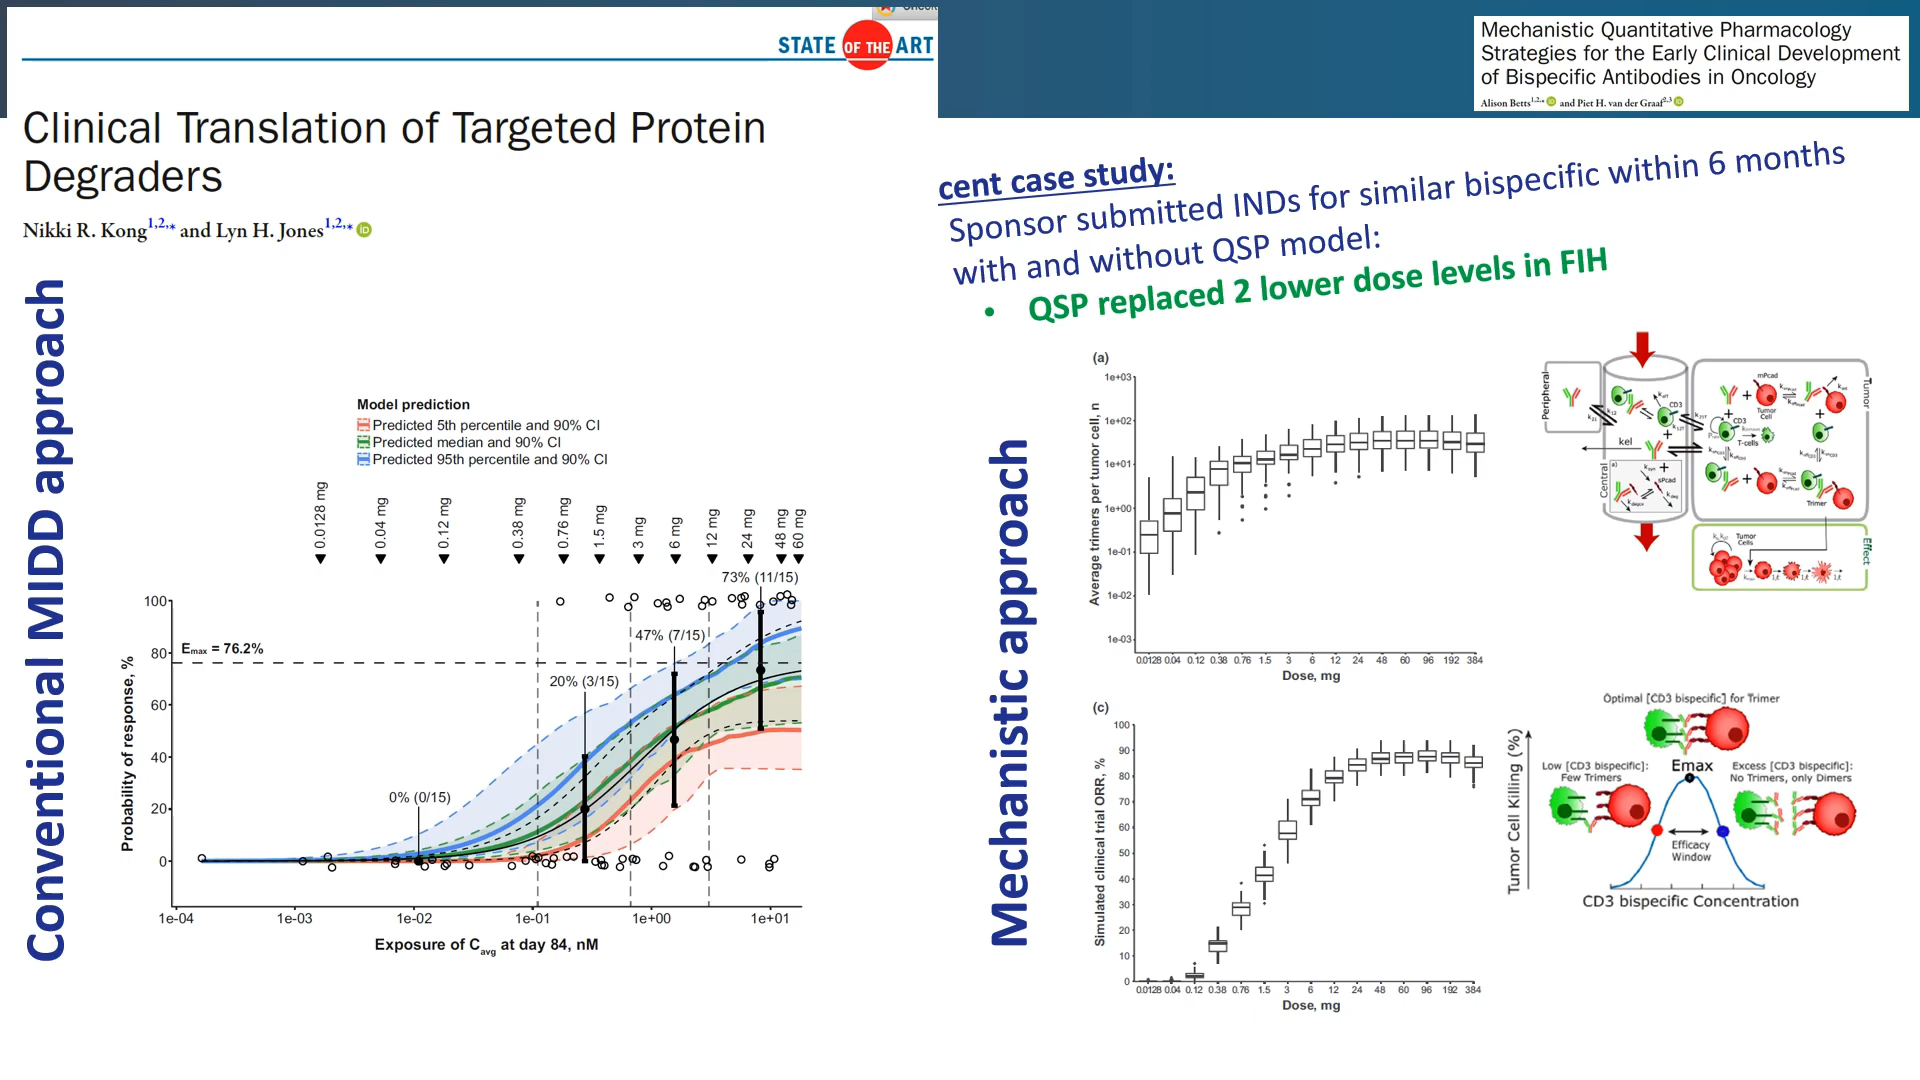 STATE OF THE ART
Clinical Translation of Targeted Protein
Degraders
Nikki R. Kong1,2,* and Lyn H. Jones1,2,*
Conventional MIDD approach
Model prediction
Predicted 5th percentile and 90% CI
Predicted median and 90% CI
Predicted 95th percentile and 90% CI
0.0128 mg
0.04 mg
0.12 mg
0.38 mg
0.76 mg
1.5 mg
3 mg
6 mg
12 mg
24 mg
48 mg
60 mg
73% (11/15)
47% (7/15)
20% (3/15)
0% (0/15)
Emax = 76.2%
Probability of response, %
100
80
60
40
20
0
1e-04 1e-03 1e-02 1e-01 1e+00 1e+01
Exposure of Cavg at day 84, nM
Mechanistic Quantitative Pharmacology
Strategies for the Early Clinical Development
of Bispecific Antibodies in Oncology
Alison Betts1,2,* and Piet H. van der Graaf2,3
cent case study:
Sponsor submitted INDs for similar bispecific within 6 months
with and without QSP model:
• QSP replaced 2 lower dose levels in FIH
Mechanistic approach
(a)
Average trimers per tumor cell, n
1e+03
1e+02
1e+01
1e+00
1e-01
1e-02
1e-03
0.0128 0.04 0.12 0.38 0.76 1.5 3 6 12 24 48 60 96 192 384
Dose, mg
Peripheral
Central
Tumor
Effect
kel
mPcad
Tumor
Cell
CD3
CD3
T-cells
sPcad
Trimer
Tumor
Cells
(c)
Simulated clinical trial ORR, %
100
90
80
70
60
50
40
30
20
10
0
0.0128 0.04 0.12 0.38 0.76 1.5 3 6 12 24 48 60 96 192 384
Dose, mg
Optimal [CD3 bispecific] for Trimer
Low [CD3 bispecific]:
Few Trimers
Emax
Excess [CD3 bispecific]:
No Trimers, only Dimers
Efficacy
Window
Tumor Cell Killing (%)
CD3 bispecific Concentration